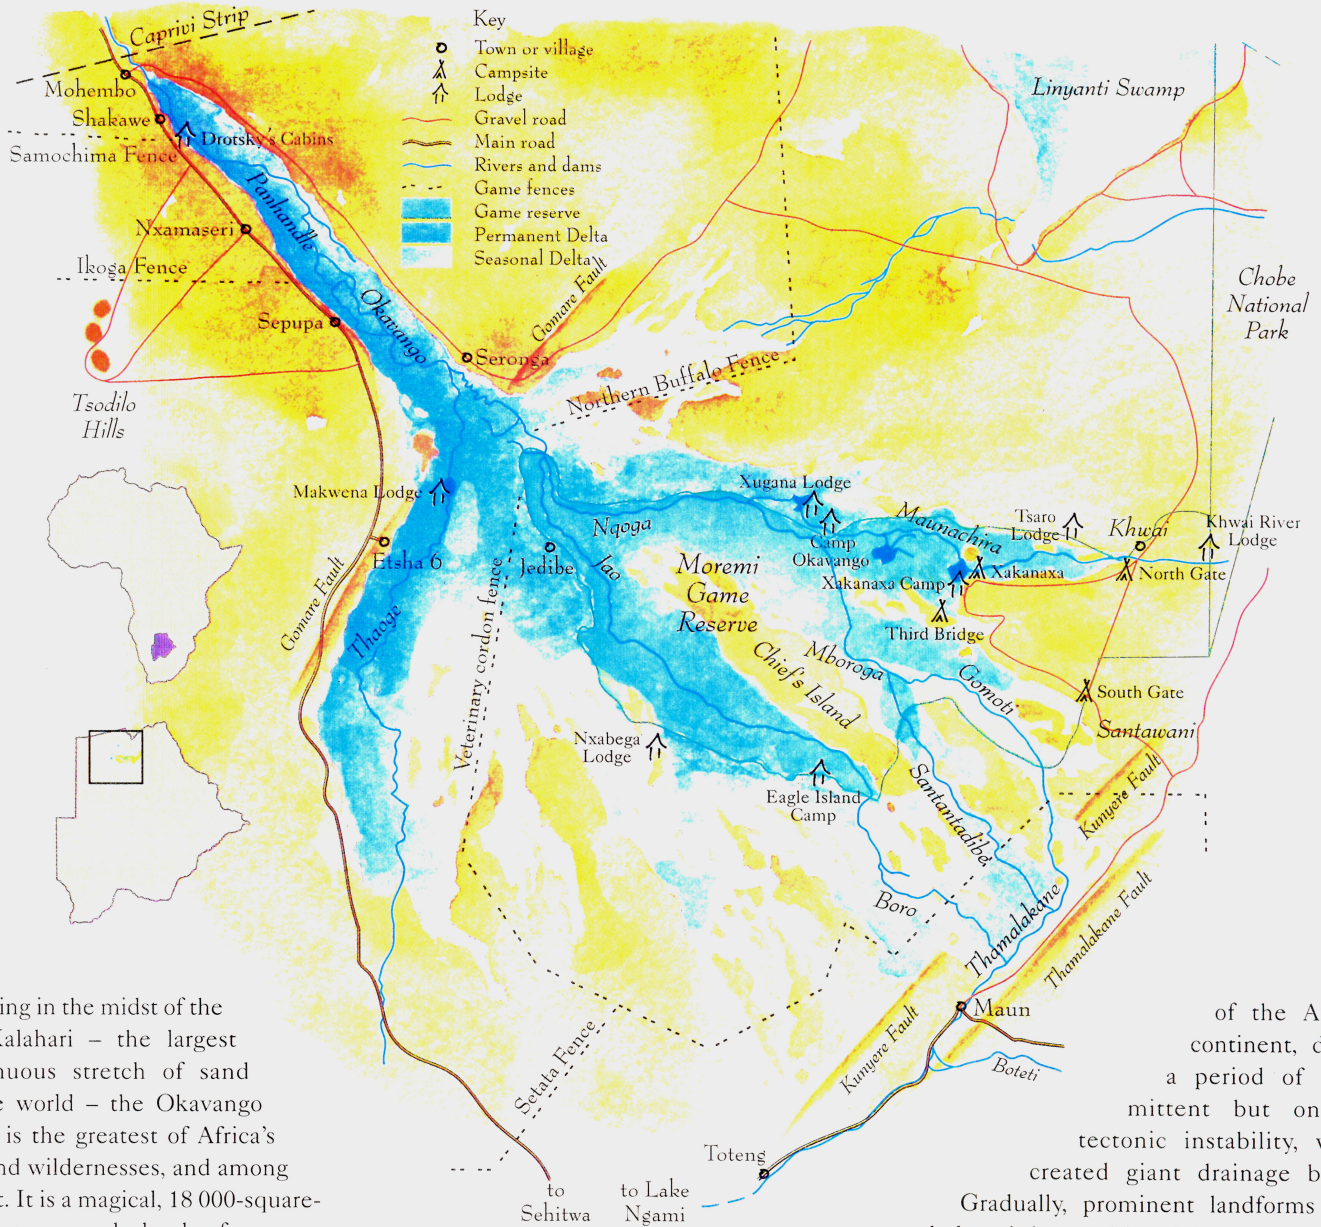 Caprivi Strip
Mohembo
Shakawe
Samochima Fence
Drotsky's Cabins
Panhandle
Nxamaseri
Ikoga Fence
Sepupa
Okavango
Tsodilo
Hills
Key
Town or village
Campsite
Lodge
Gravel road
Main road
Rivers and dams
Game fences
Game reserve
Permanent Delta
Seasonal Delta
Linyanti Swamp
Chobe
National
Park
Gomare Fault
Seronga
Northern Buffalo Fence
Makwena Lodge
Etsha 6
Gomare Fault
Thaoge
Veterinary cordon fence
Jedibe
Nqoga
Jao
Xugana Lodge
Camp
Okavango
Maunachira
Tsaro
Lodge
Khwai
Khwai River
Lodge
Xakanaxa Camp
Xakanaxa
North Gate
Third Bridge
Moremi
Game
Reserve
Chief's Island
Mboroga
Gomoti
South Gate
Santawani
Nxabega
Lodge
Eagle Island
Camp
Santantadibe
Kunyere Fault
Boro
Thamalakane
Thamalakane Fault
Maun
Kunyere Fault
Boteti
Setata Fence
Toteng
to
Sehitwa
to Lake
Ngami
ing in the midst of the
Kalahari – the largest
nuous stretch of sand
e world – the Okavango
is the greatest of Africa's
nd wildernesses, and among
t. It is a magical, 18 000-square-
of the A
continent, d
a period of
mittent but on
tectonic instability, w
created giant drainage b
Gradually, prominent landforms